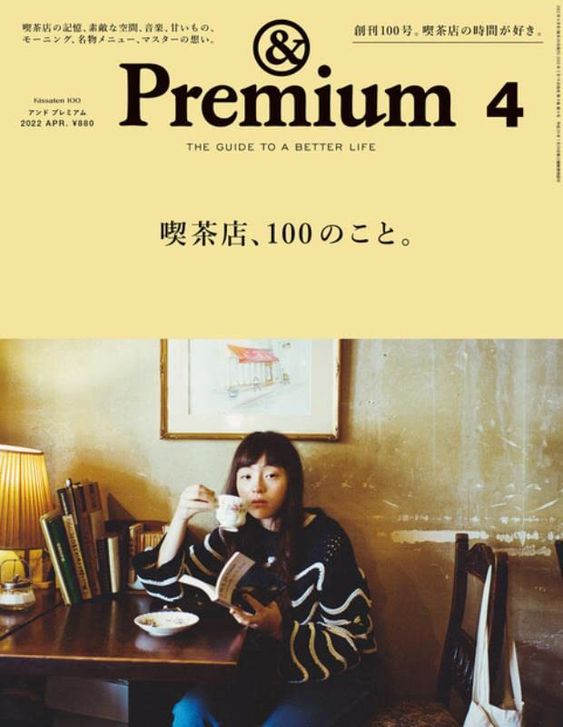 喫茶店の記憶、素敵な空間、音楽、甘いもの、
モーニング、名物メニュー、マスターの想い。
創刊100号。喫茶店の時間が好き。
&
Premium 4
Kissaten 100
アンド プレミアム
2022 APR. ¥880
THE GUIDE TO A BETTER LIFE
喫茶店、100のこと。